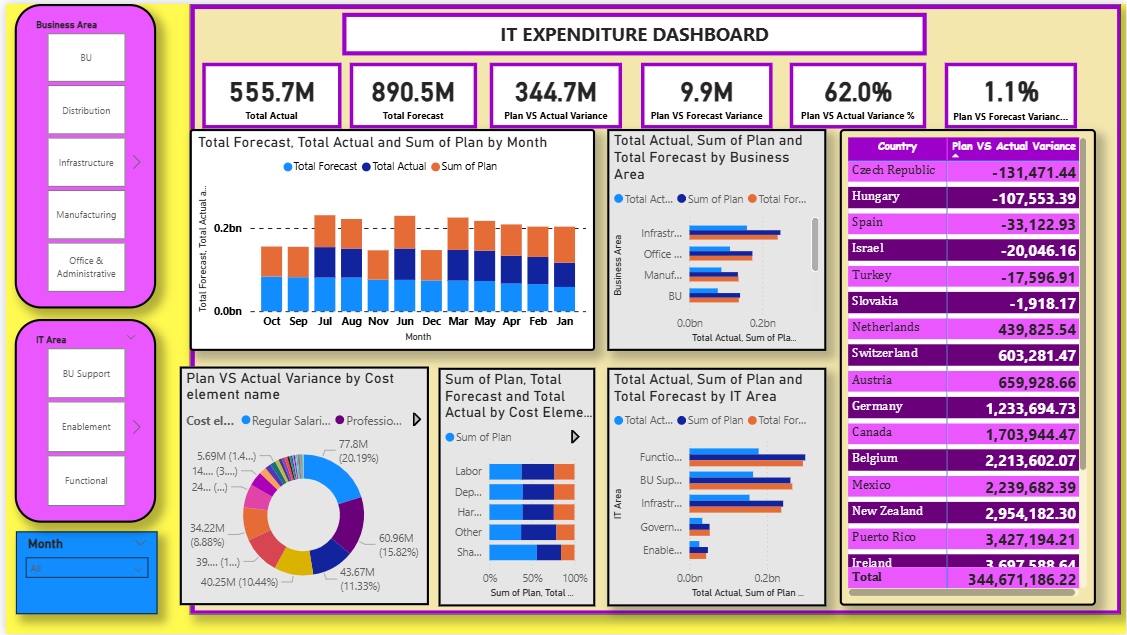 Business Area
BU
Distribution
Infrastructure
Manufacturing
Office &
Administrative
IT Area
BU Support
Enablement
Functional
Month
All
IT EXPENDITURE DASHBOARD
555.7M
Total Actual
890.5M
Total Forecast
344.7M
Plan VS Actual Variance
9.9M
Plan VS Forecast Variance
62.0%
Plan VS Actual Variance %
1.1%
Plan VS Forecast Varianc...
Total Forecast, Total Actual and Sum of Plan by Month
Total Forecast Total Actual Sum of Plan
Total Forecast, Total Actual a...
0.2bn
0.0bn
Oct Sep Jul Aug Nov Jun Dec Mar May Apr Feb Jan
Month
Total Actual, Sum of Plan and
Total Forecast by Business
Area
Total Act... Sum of Plan Total For...
Business Area
Infrastr...
Office ...
Manuf...
BU
0.0bn 0.2bn
Total Actual, Sum of Pla...
Plan VS Actual Variance by Cost
element name
Cost el... Regular Salari... Professio...
77.8M
(20.19%)
60.96M
(15.82%)
43.67M
(11.33%)
40.25M (10.44%)
39.... (1...)
34.22M
(8.88%)
24... (...)
14.... (3....)
5.69M (1.4...)
Sum of Plan, Total
Forecast and Total
Actual by Cost Eleme...
Sum of Plan
Labor
Dep...
Har...
Other
Sha...
0% 50% 100%
Sum of Plan, Total ...
Total Actual, Sum of Plan and
Total Forecast by IT Area
Total Act... Sum of Plan Total For...
IT Area
Functio...
BU Sup...
Infrastr...
Govern...
Enable...
0.0bn 0.2bn
Total Actual, Sum of Plan ...
Country Plan VS Actual Variance
Czech Republic -131,471.44
Hungary -107,553.39
Spain -33,122.93
Israel -20,046.16
Turkey -17,596.91
Slovakia -1,918.17
Netherlands 439,825.54
Switzerland 603,281.47
Austria 659,928.66
Germany 1,233,694.73
Canada 1,703,944.47
Belgium 2,213,602.07
Mexico 2,239,682.39
New Zealand 2,954,182.30
Puerto Rico 3,427,194.21
Ireland 3,697,588.64
Total 344,671,186.22